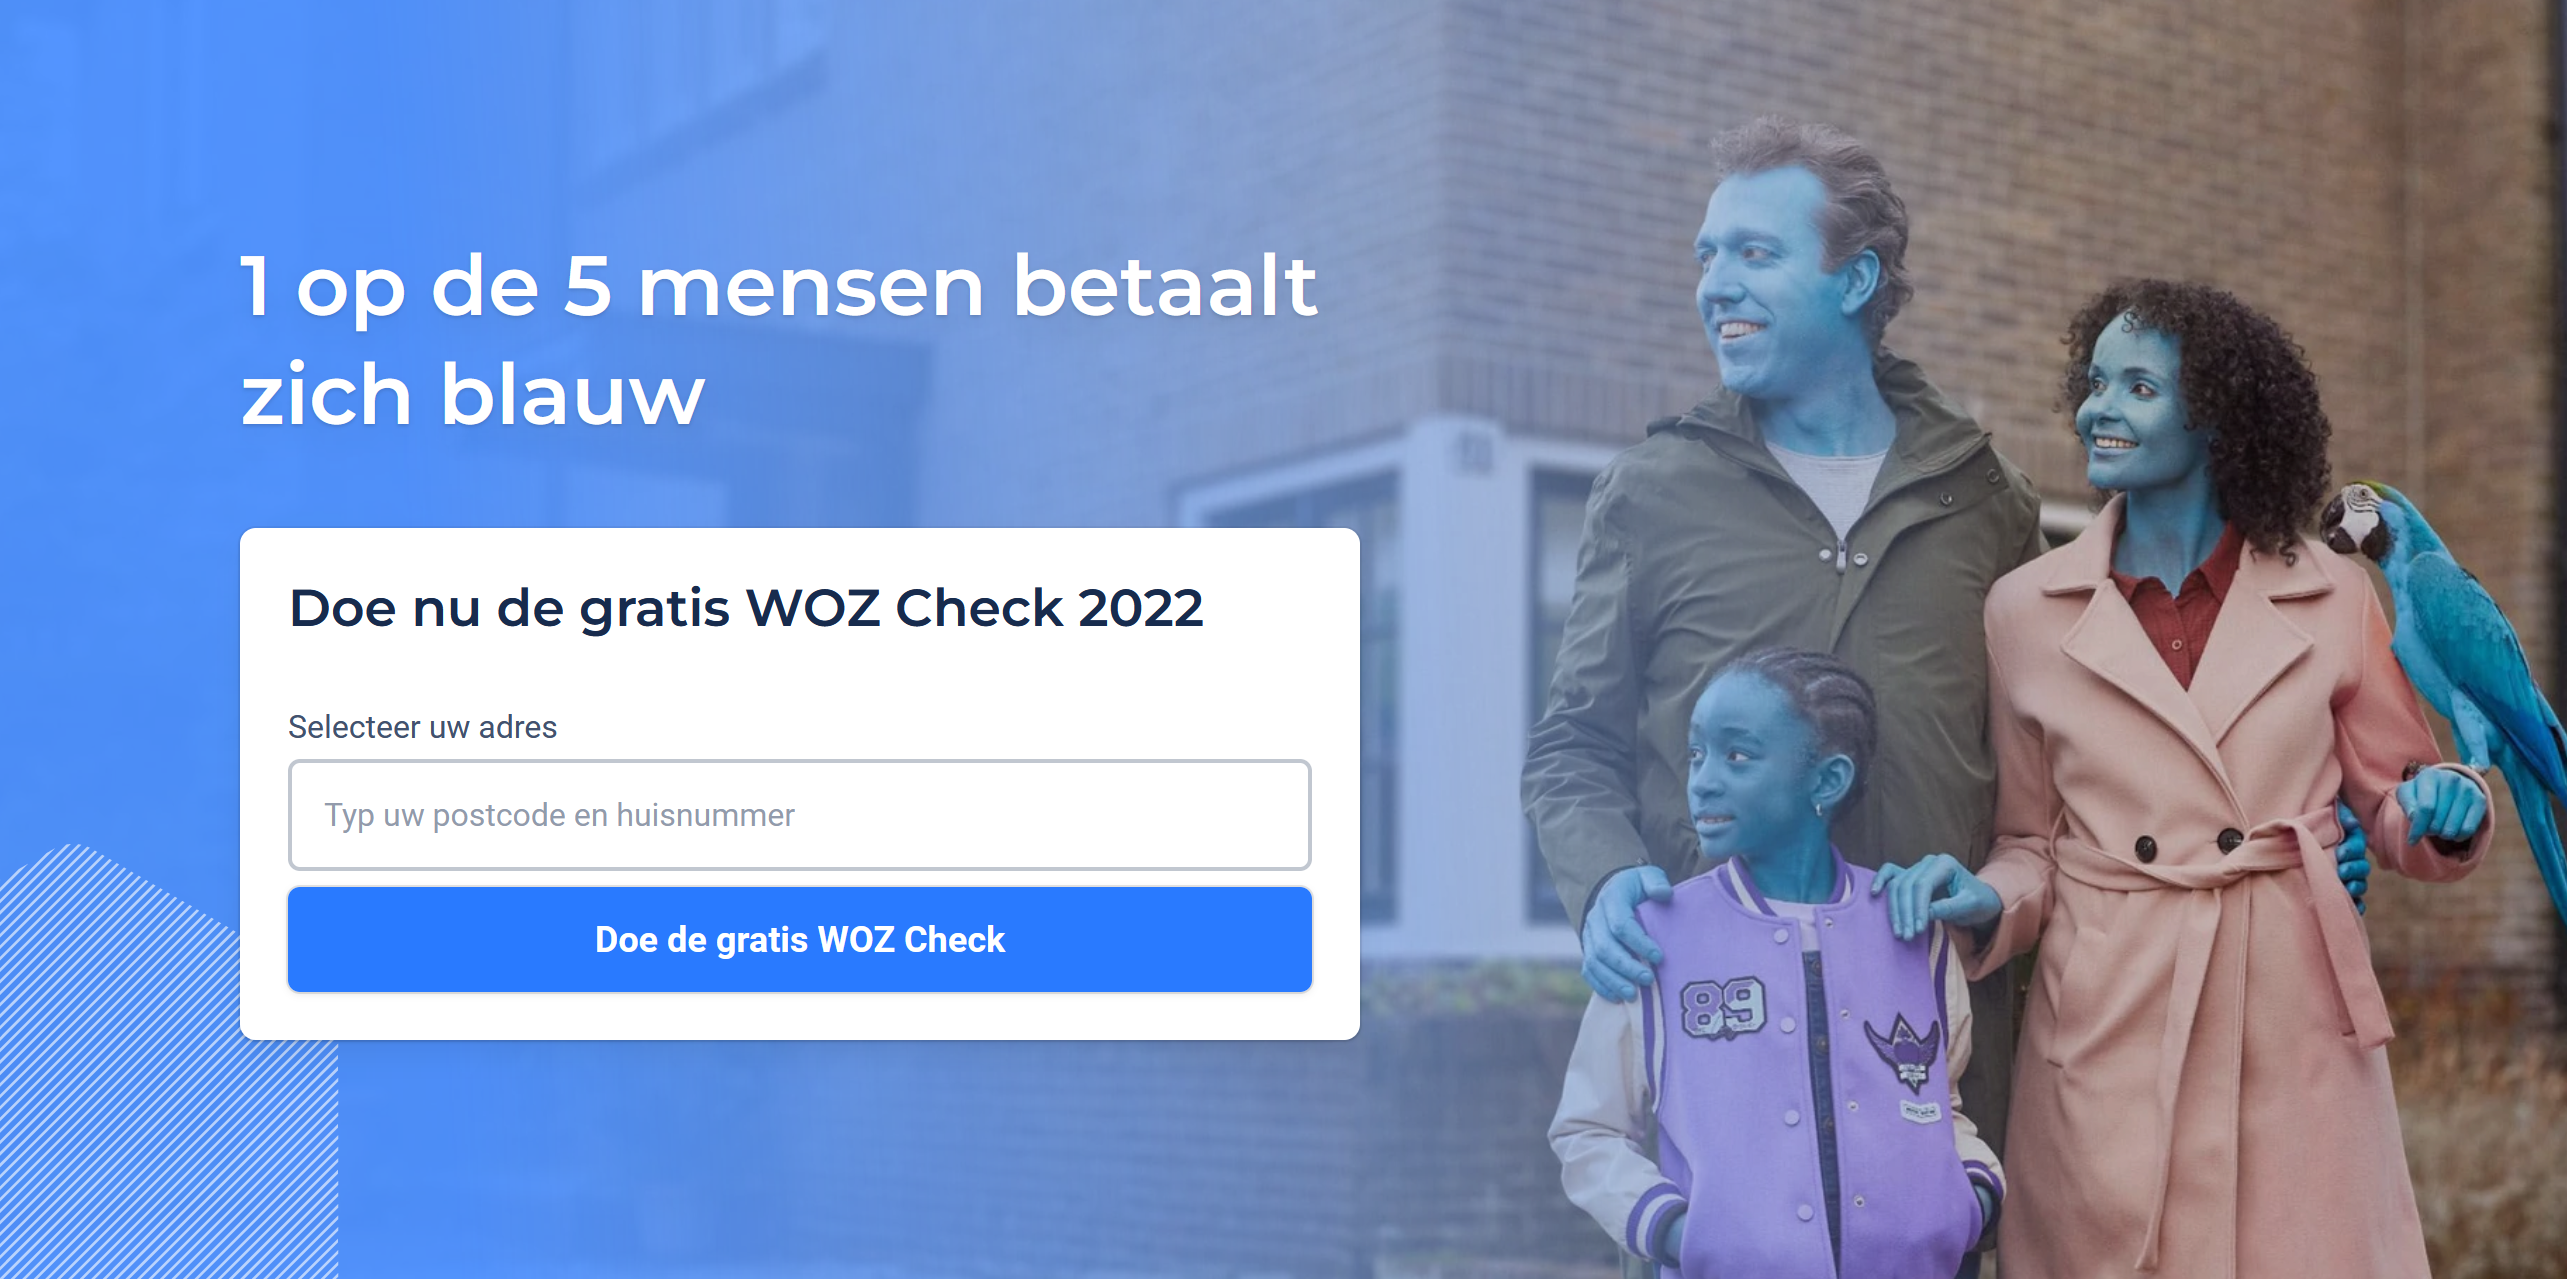 1 op de 5 mensen betaalt
zich blauw
Doe nu de gratis WOZ Check 2022
Selecteer uw adres
Typ uw postcode en huisnummer
Doe de gratis WOZ Check
89